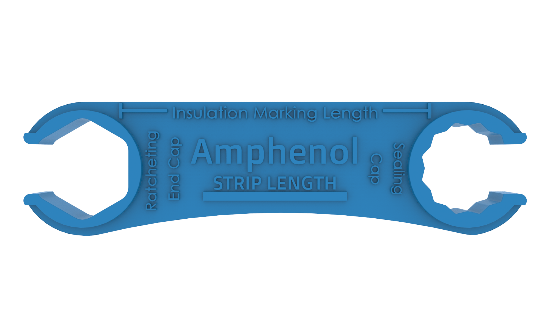 Insulation Marking Length
Ratcheting
End Cap
Amphenol
STRIP LENGTH
Sealing
Cap